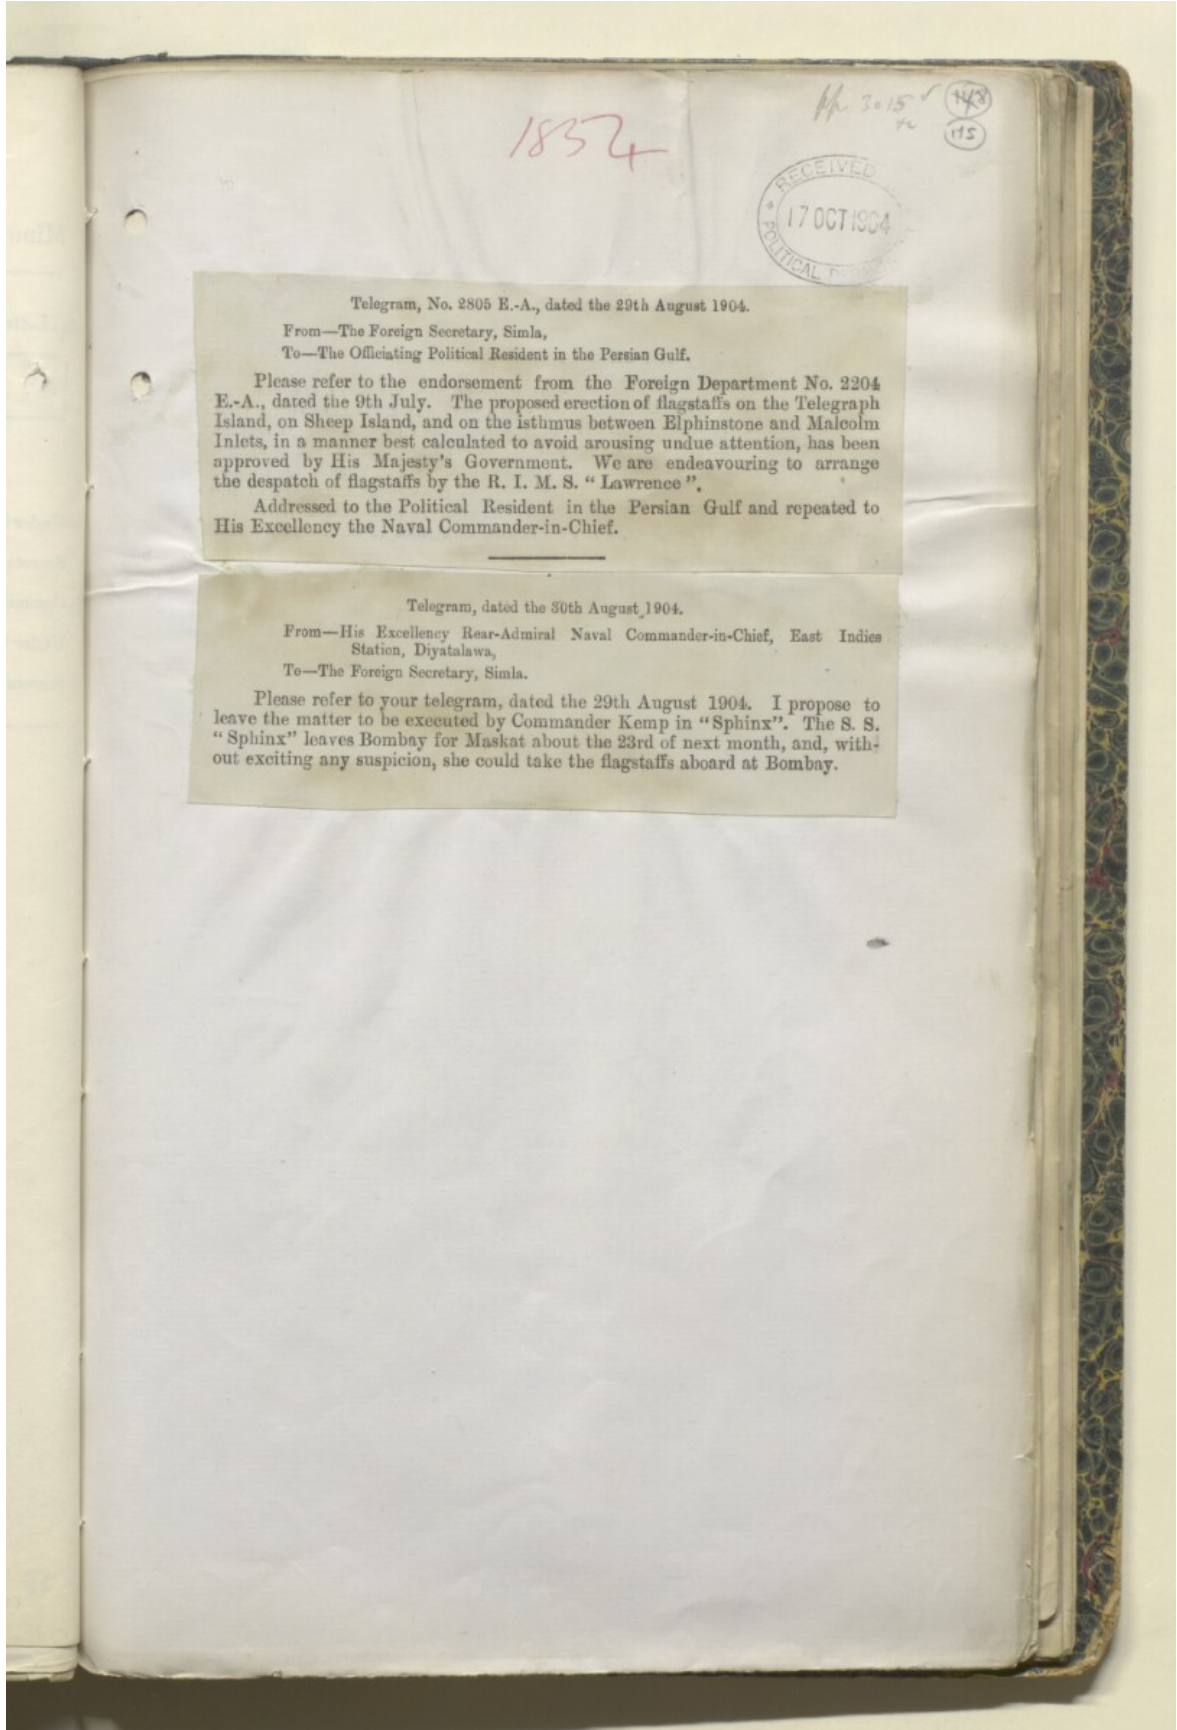 1832
3015
148
115
RECEIVED
17 OCT 1904
POLITICAL
Telegram, No. 2805 E.-A., dated the 29th August 1904.
From—The Foreign Secretary, Simla,
To—The Officiating Political Resident in the Persian Gulf.
Please refer to the endorsement from the Foreign Department No. 2204
E.-A., dated the 9th July. The proposed erection of flagstaffs on the Telegraph
Island, on Sheep Island, and on the isthmus between Elphinstone and Malcolm
Inlets, in a manner best calculated to avoid arousing undue attention, has been
approved by His Majesty's Government. We are endeavouring to arrange
the despatch of flagstaffs by the R. I. M. S. “ Lawrence ”.
Addressed to the Political Resident in the Persian Gulf and repeated to
His Excellency the Naval Commander-in-Chief.
Telegram, dated the 30th August 1904.
From—His Excellency Rear-Admiral Naval Commander-in-Chief, East Indies
Station, Diyatalawa,
To—The Foreign Secretary, Simla.
Please refer to your telegram, dated the 29th August 1904. I propose to
leave the matter to be executed by Commander Kemp in “ Sphinx”. The S. S.
“ Sphinx” leaves Bombay for Maskat about the 23rd of next month, and, with-
out exciting any suspicion, she could take the flagstaffs aboard at Bombay.